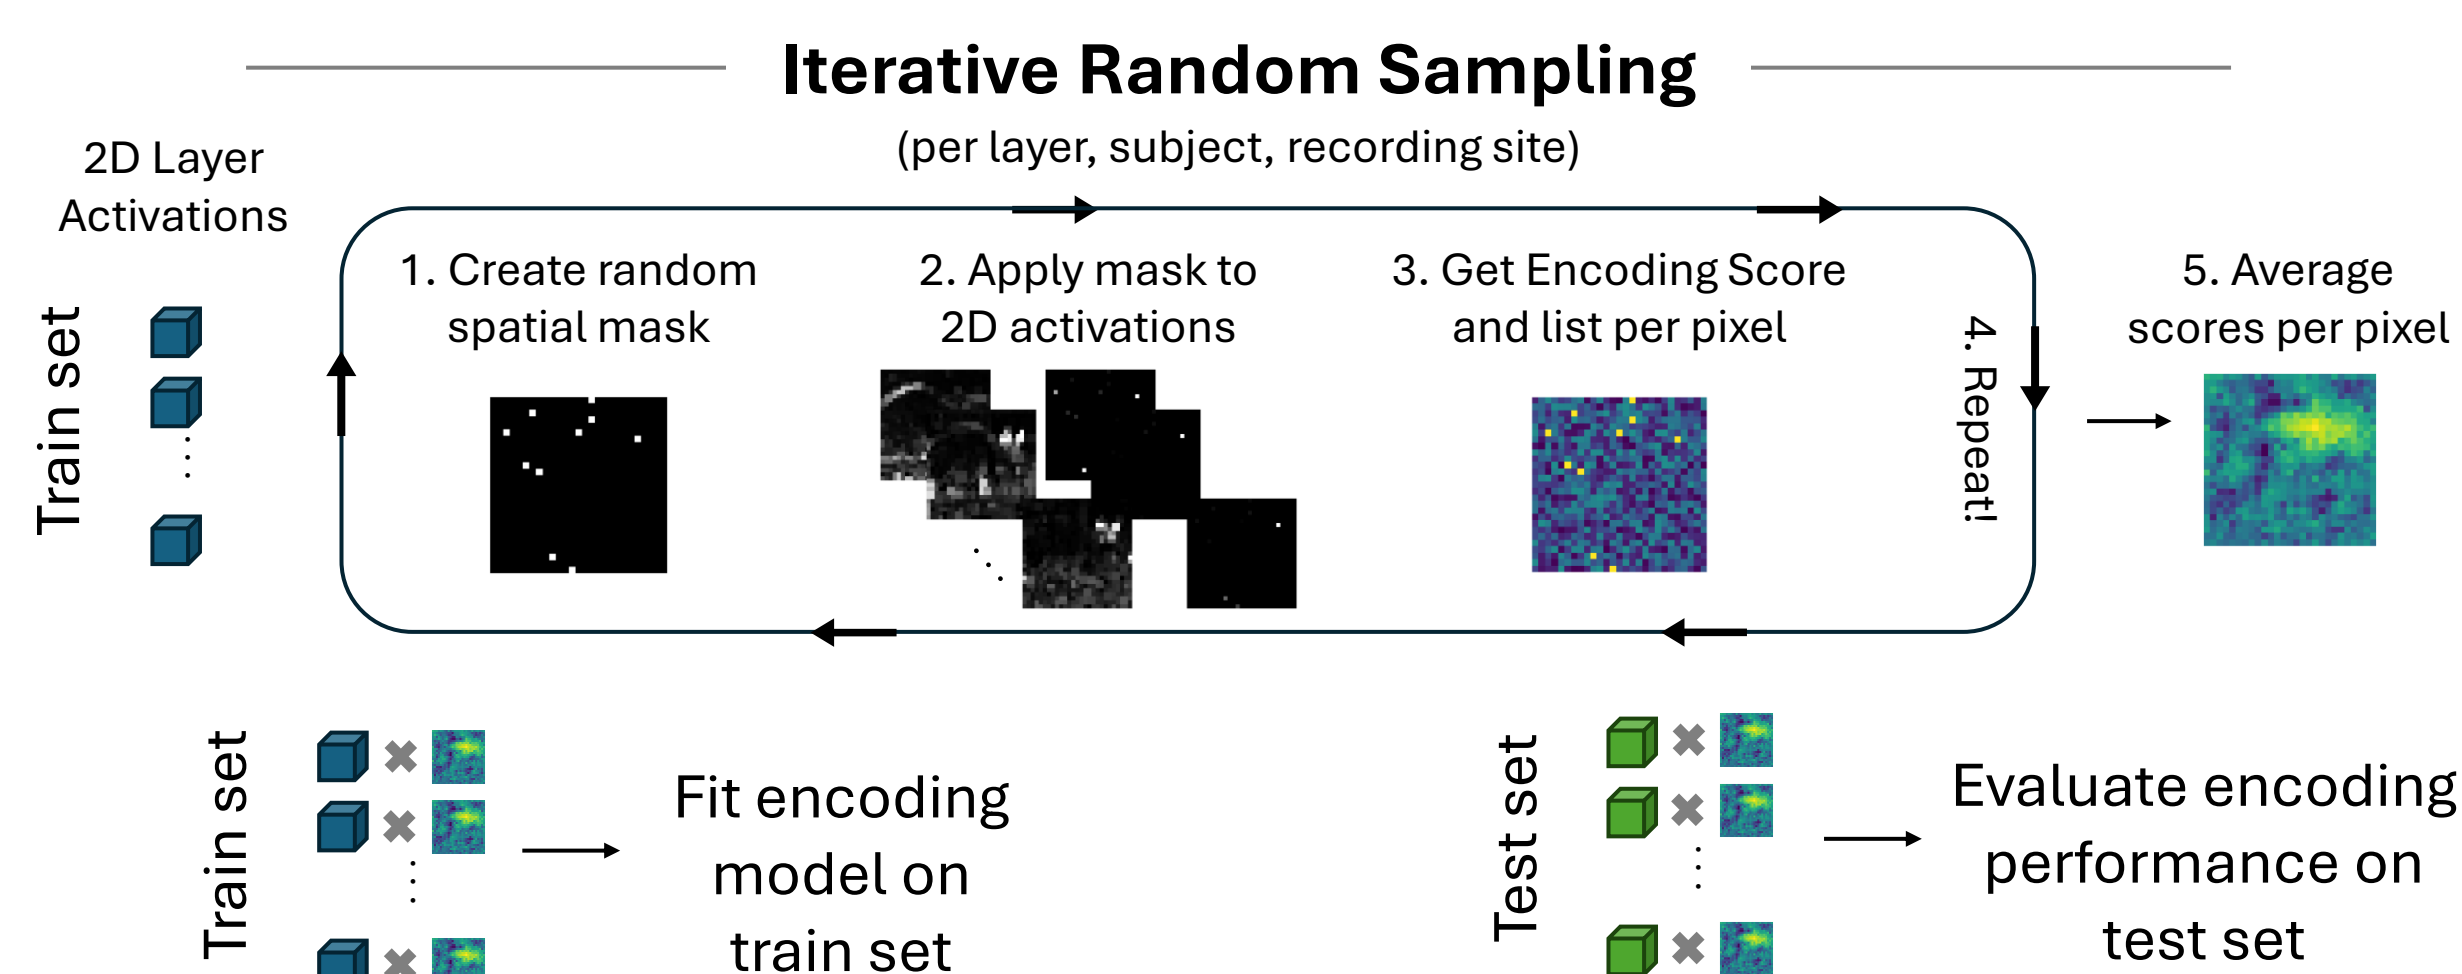 Iterative Random Sampling
(per layer, subject, recording site)
2D Layer
Activations
Train set
1. Create random
spatial mask
2. Apply mask to
2D activations
3. Get Encoding Score
and list per pixel
4. Repeat!
5. Average
scores per pixel
Train set
Fit encoding
model on
train set
Test set
Evaluate encoding
performance on
test set